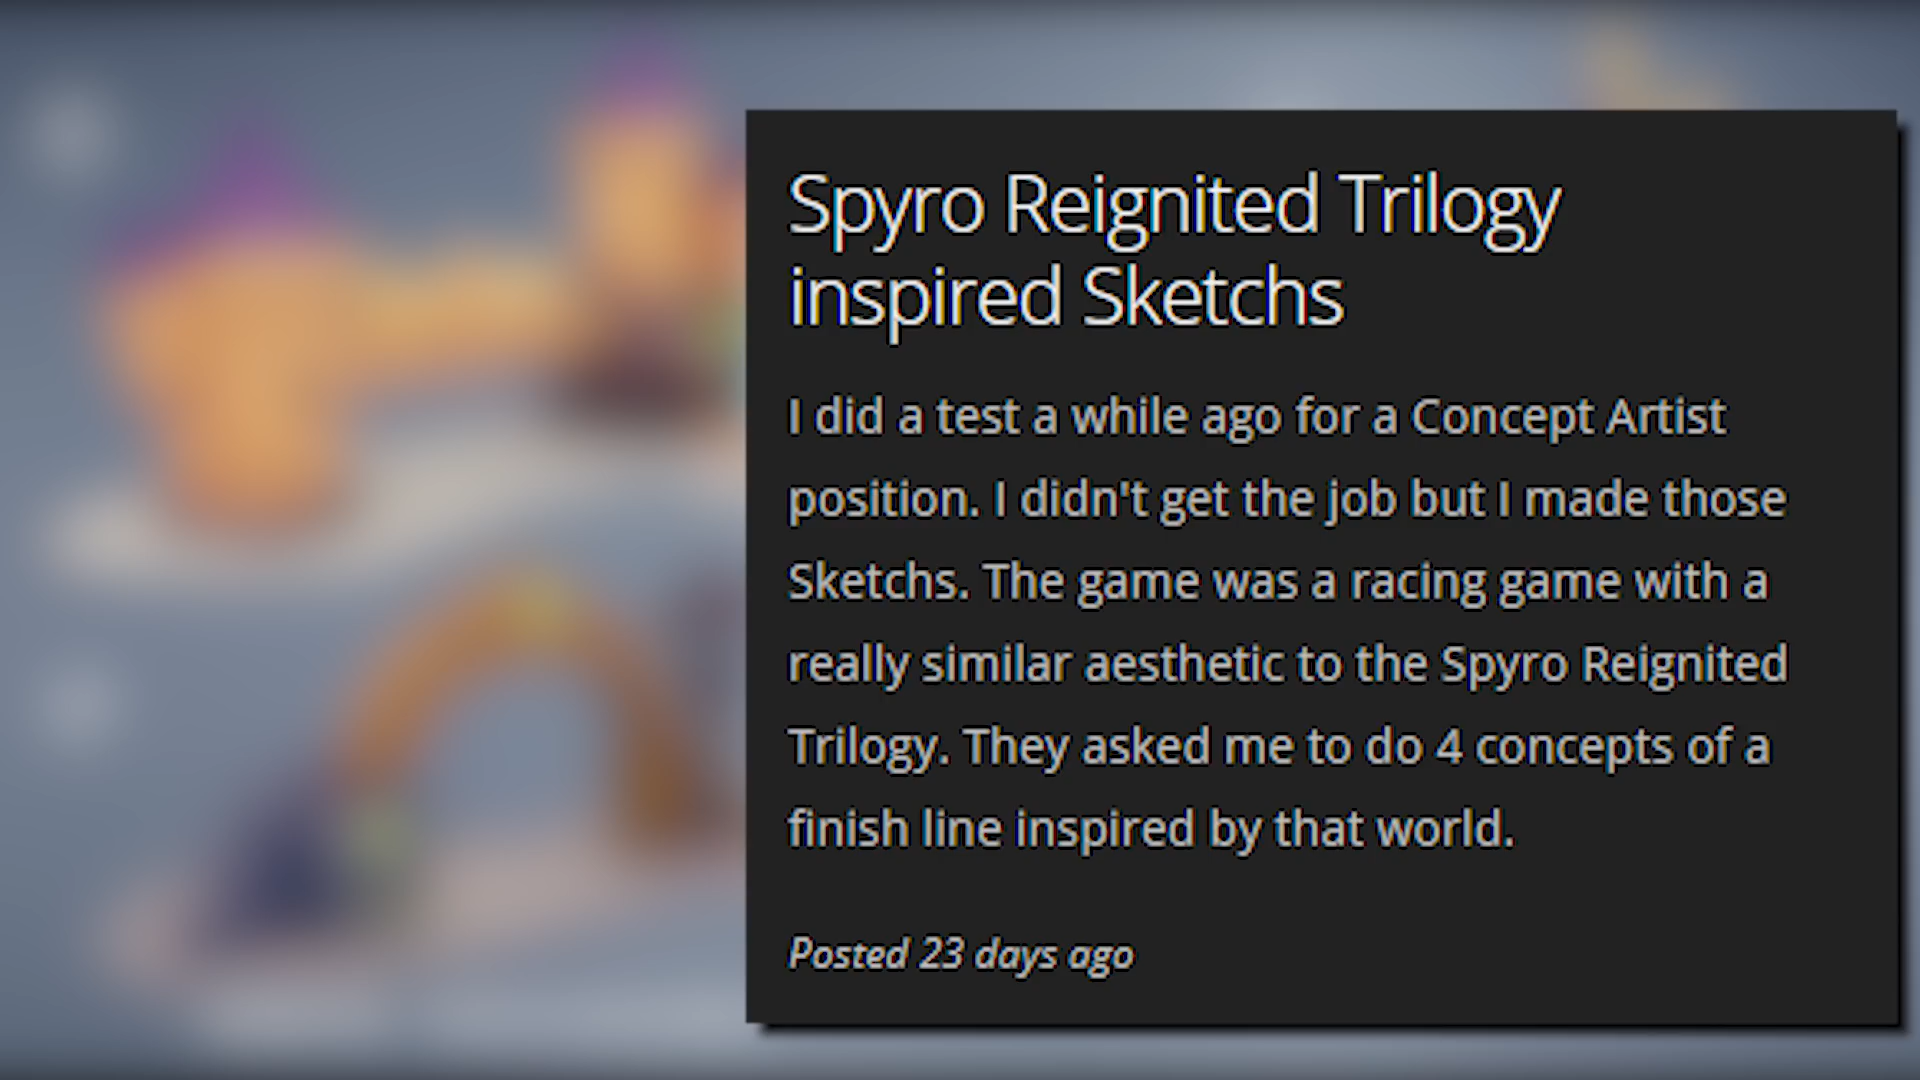 Spyro Reignited Trilogy
inspired Sketchs
I did a test a while ago for a Concept Artist
position. I didn't get the job but I made those
Sketchs. The game was a racing game with a
really similar aesthetic to the Spyro Reignited
Trilogy. They asked me to do 4 concepts of a
finish line inspired by that world.
Posted 23 days ago